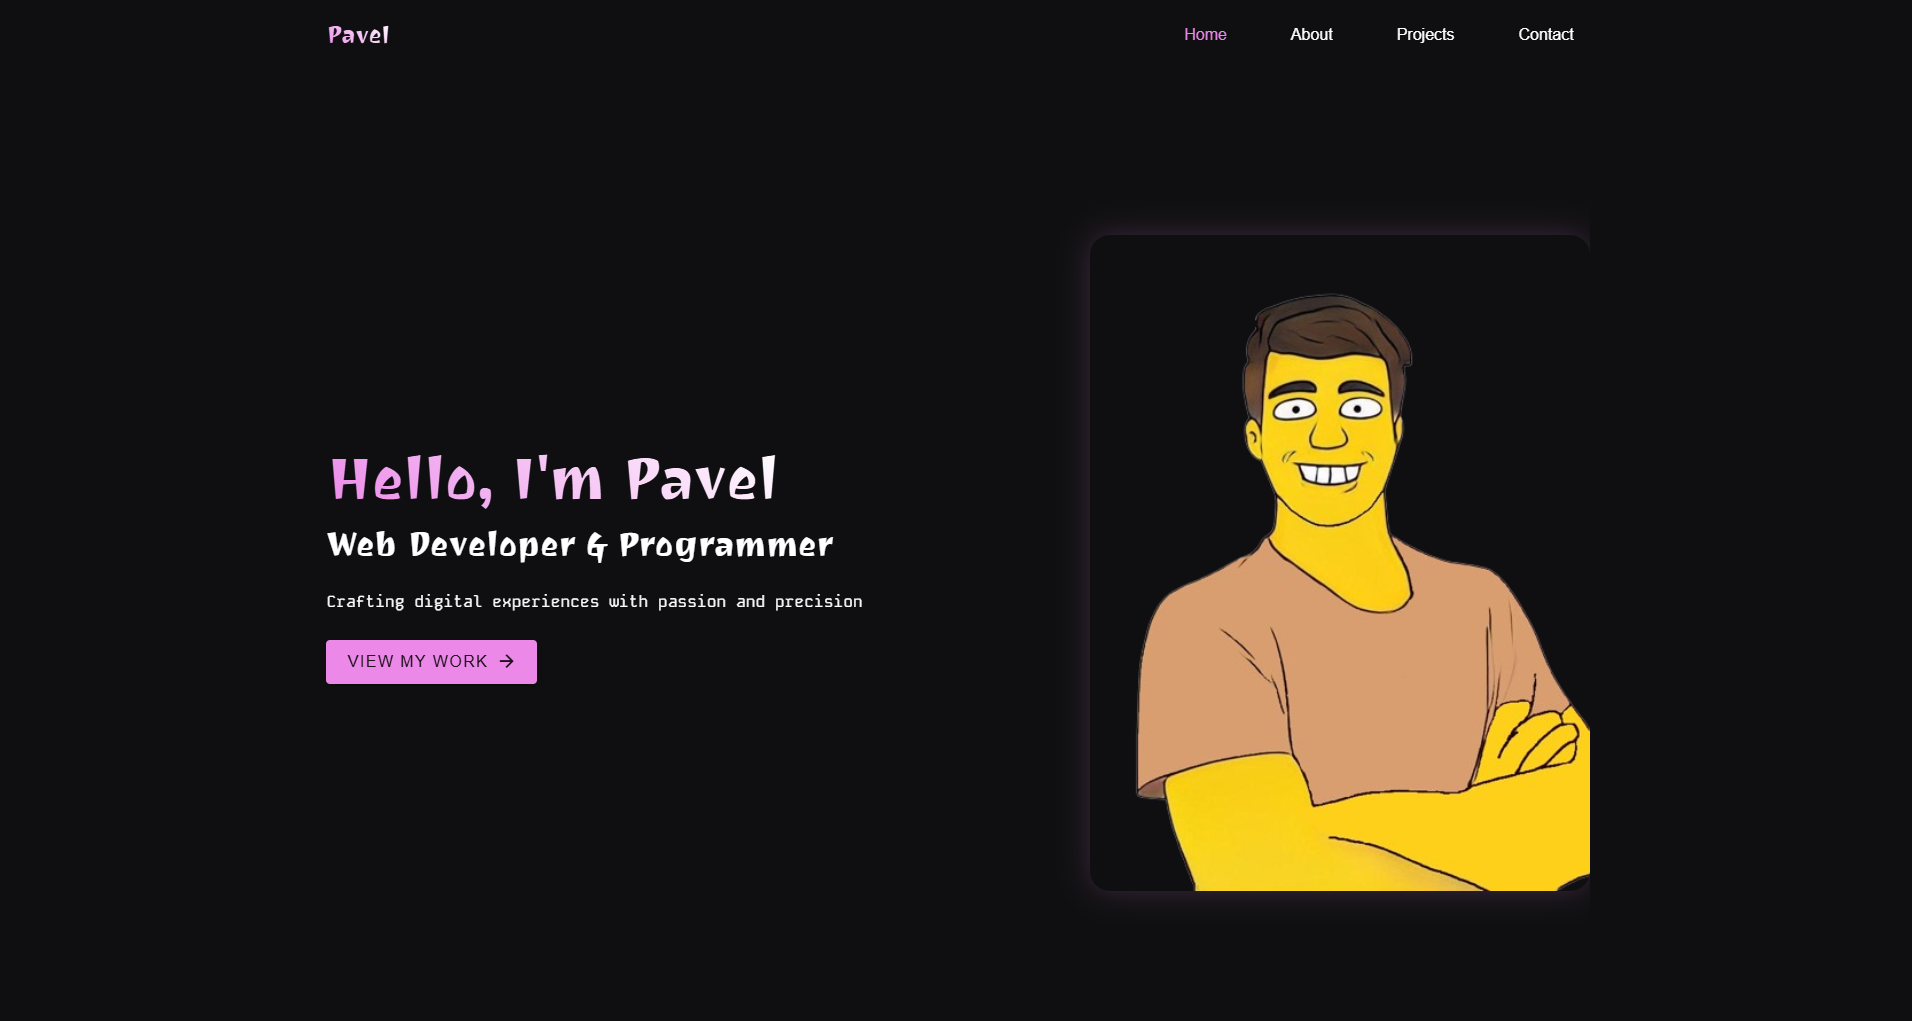 Pavel
Home About Projects Contact
Hello, I'm Pavel
Web Developer & Programmer
Crafting digital experiences with passion and precision
VIEW MY WORK →